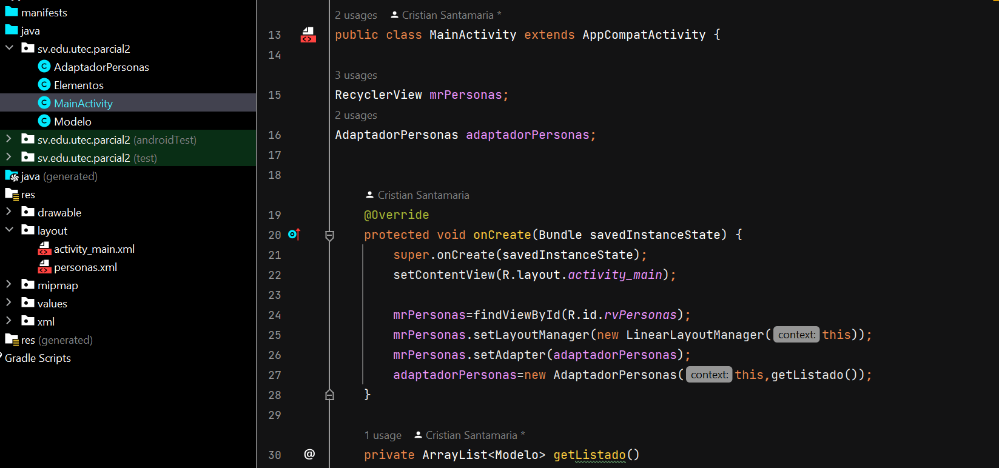 manifests
java
sv.edu.utec.parcial2
C AdaptadorPersonas
C Elementos
C MainActivity
C Modelo
sv.edu.utec.parcial2 (androidTest)
sv.edu.utec.parcial2 (test)
java (generated)
res
drawable
layout
<> activity_main.xml
<> personas.xml
mipmap
values
xml
res (generated)
Gradle Scripts
2 usages Cristian Santamaria *
13 <> public class MainActivity extends AppCompatActivity {
14
3 usages
15 RecyclerView mrPersonas;
2 usages
16 AdaptadorPersonas adaptadorPersonas;
17
18
Cristian Santamaria
19 @Override
20 protected void onCreate(Bundle savedInstanceState) {
21 super.onCreate(savedInstanceState);
22 setContentView(R.layout.activity_main);
23
24 mrPersonas=findViewById(R.id.rvPersonas);
25 mrPersonas.setLayoutManager(new LinearLayoutManager( context: this));
26 mrPersonas.setAdapter(adaptadorPersonas);
27 adaptadorPersonas=new AdaptadorPersonas( context: this,getListado());
28 }
29
1 usage Cristian Santamaria *
30 @ private ArrayList<Modelo> getListado()